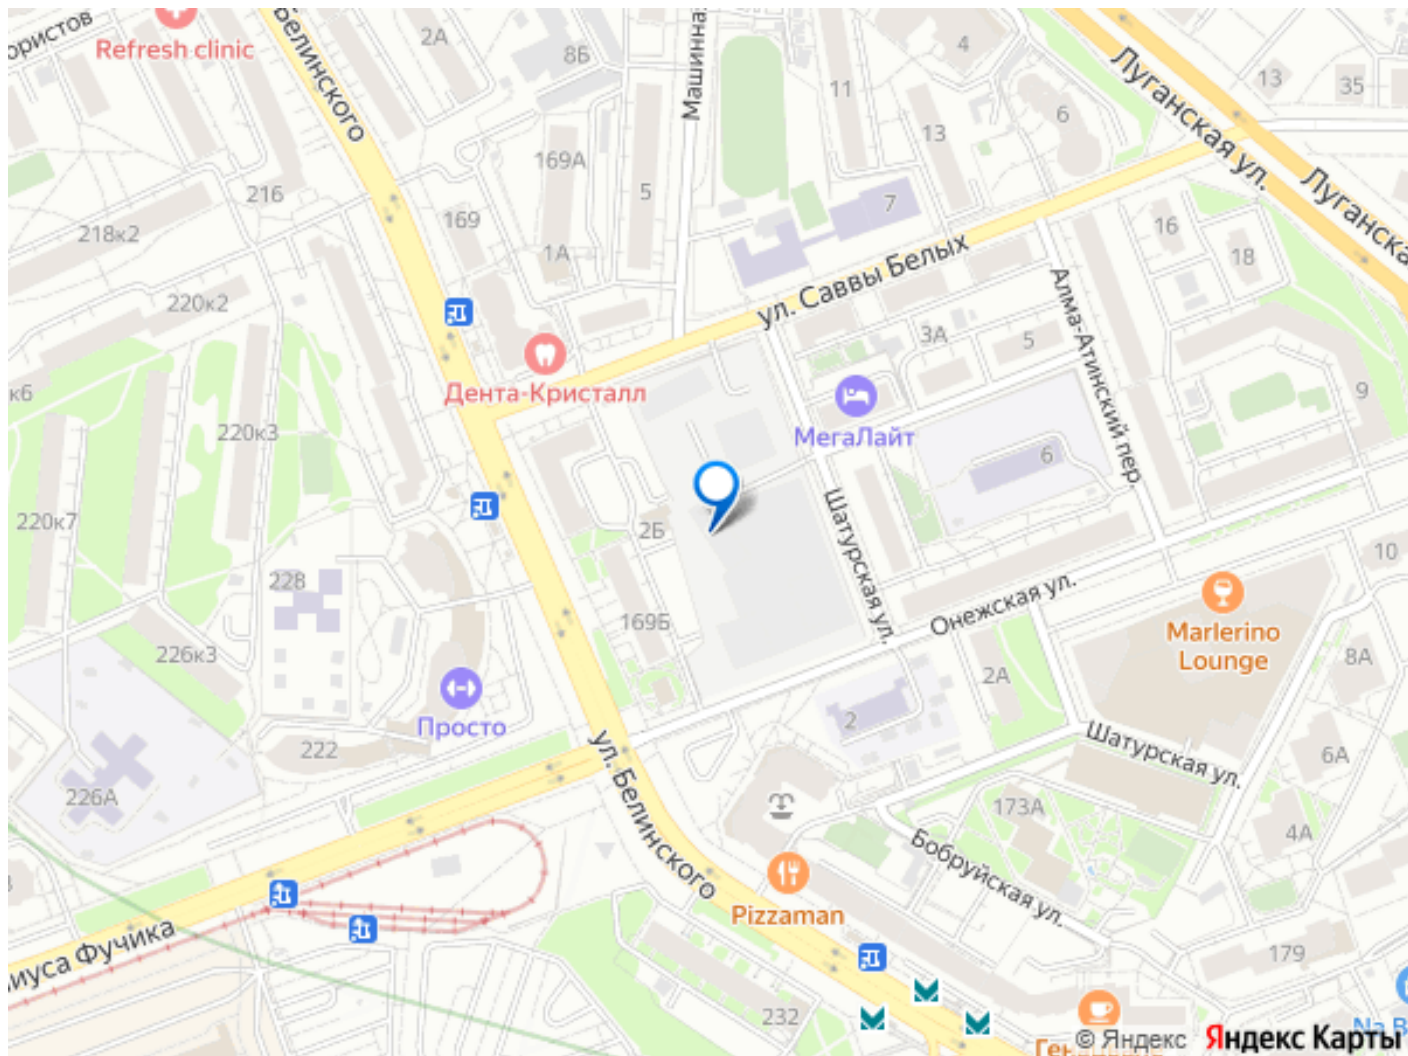 ористов
Refresh clinic
Белинского
2А
8Б
Машинне
4
11
13
6
Луганская ул.
13
35
Луганска
216
218к2
169А
5
169
1А
7
16
18
220к2
ул. Саввы Белых
Алма-Атинский пер.
3А
5
9
Дента-Кристалл
МегаЛайт
к6
220к3
220к7
6
2Б
Шатурская ул.
10
228
169Б
Онежская ул.
Marlerino
Lounge
226к3
8А
2А
Просто
2
222
ул. Белинского
Шатурская ул.
6А
226А
173А
4А
Бобруйская ул.
Pizzaman
иуса Фучика
179
232
Na B
© Яндекс
Яндекс Карты